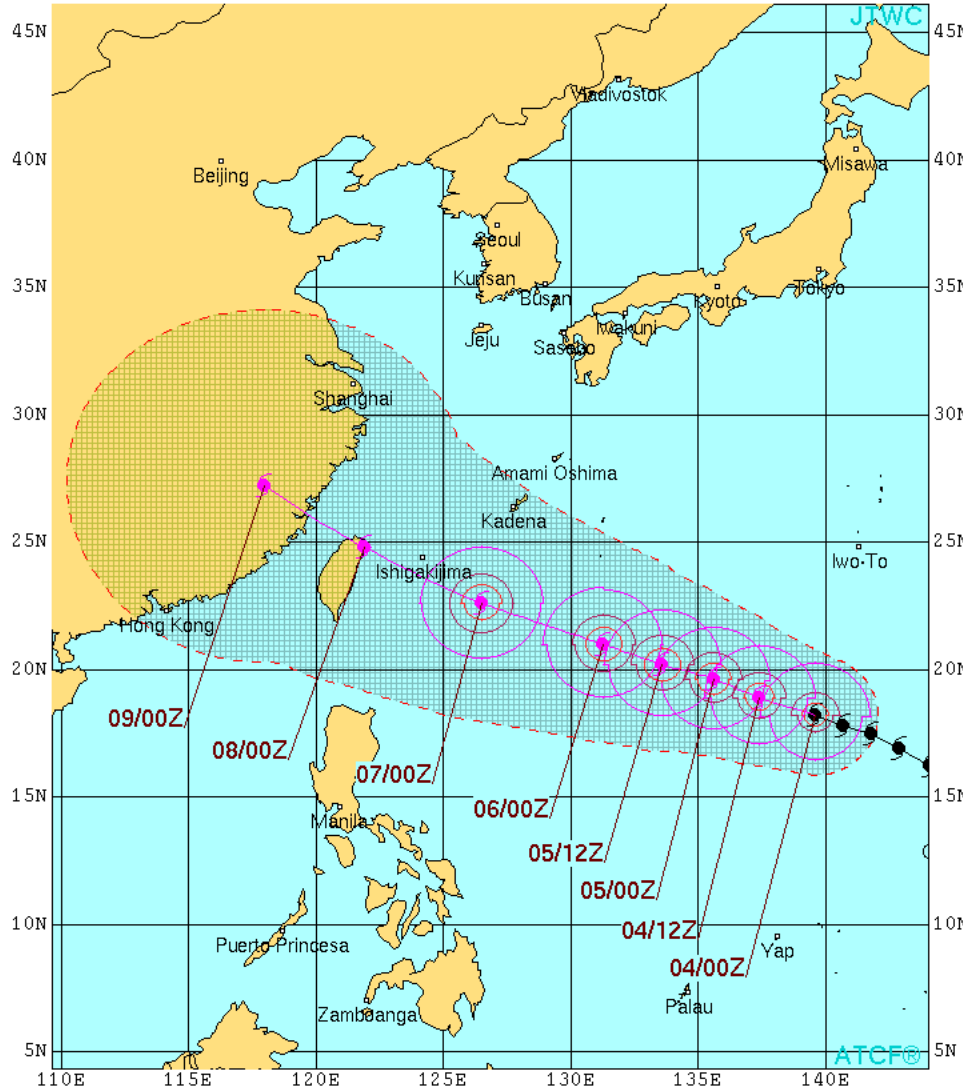 45N
JTWC
45N
Vladivostok
40N
Beijing
Misawa
40N
Seoul
Kunsan
35N
Busan
Kyoto
Tokyo
35N
Jeju
Iwakuni
Sasebo
Shanghai
30N
30N
Amami Oshima
Kadena
25N
Ishigakijima
Iwo-To
25N
Hong Kong
20N
20N
09/00Z
08/00Z
07/00Z
06/00Z
15N
Manila
15N
05/12Z
05/00Z
04/12Z
04/00Z
10N
Puerto Princesa
Yap
10N
Zamboanga
Palau
5N
ATCF®
5N
110E
115E
120E
125E
130E
135E
140E